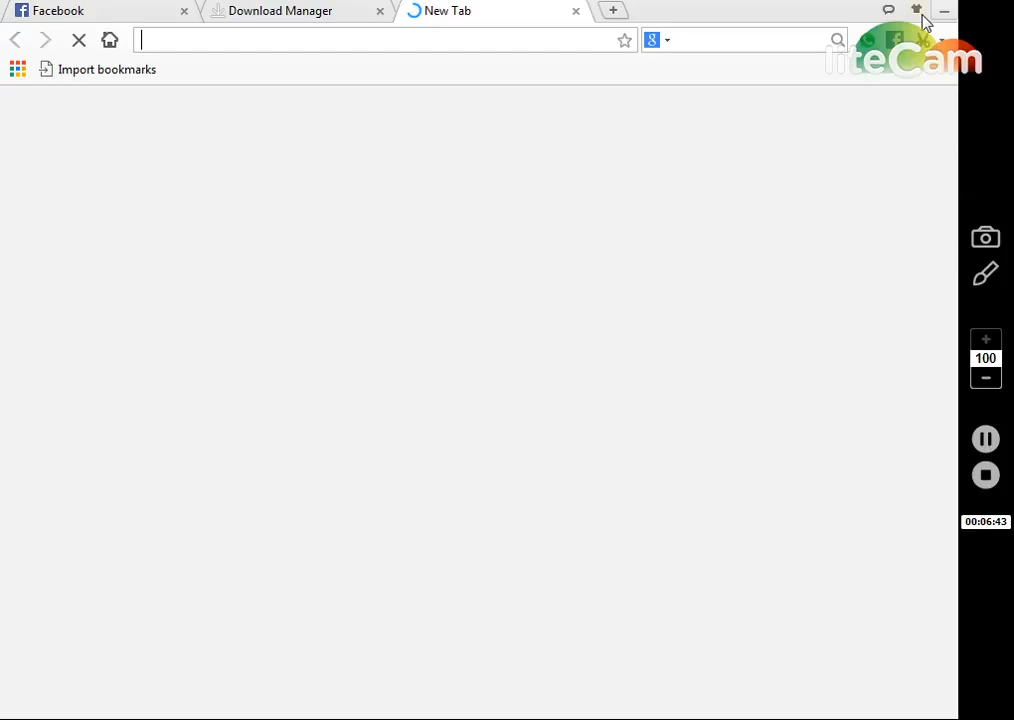 Facebook
Download Manager
New Tab
Import bookmarks
liteCam
100
00:06:43